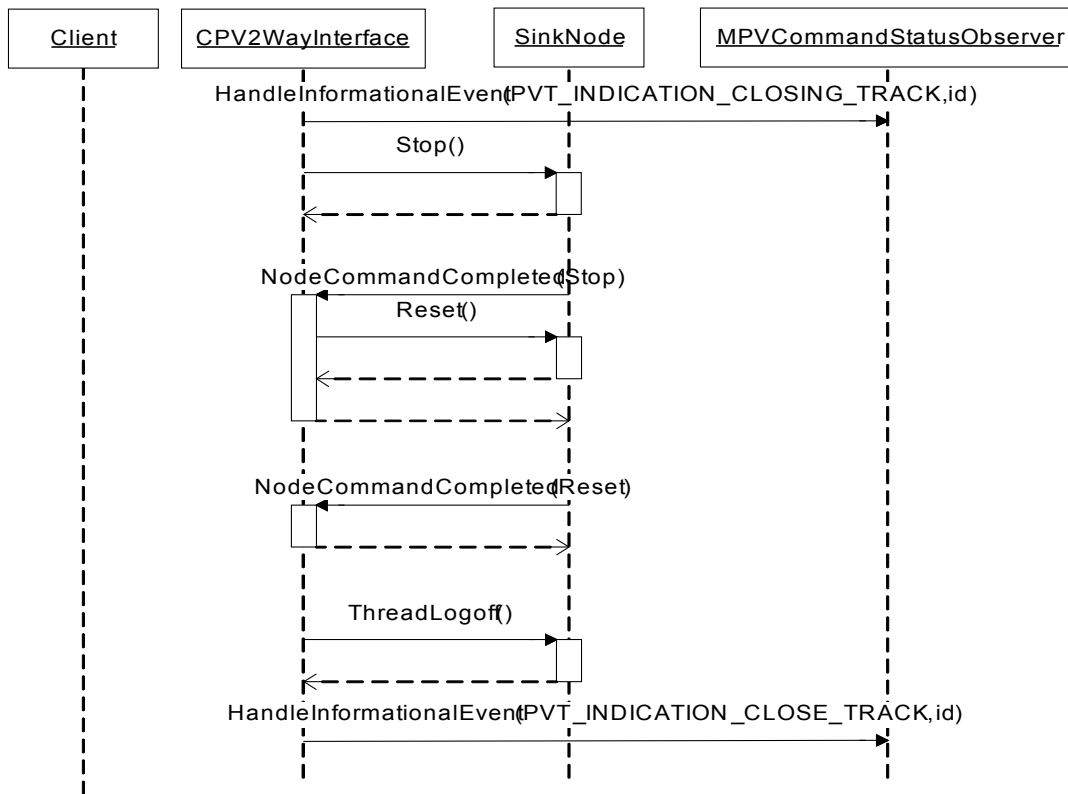 Client
CPV2WayInterface
SinkNode
MPVCommandStatusObserver
HandleInformationalEvent(PVT_INDICATION_CLOSING_TRACK,id)
Stop()
NodeCommandCompleted(Stop)
Reset()
NodeCommandCompleted(Reset)
ThreadLogoff()
HandleInformationalEvent(PVT_INDICATION_CLOSE_TRACK,id)